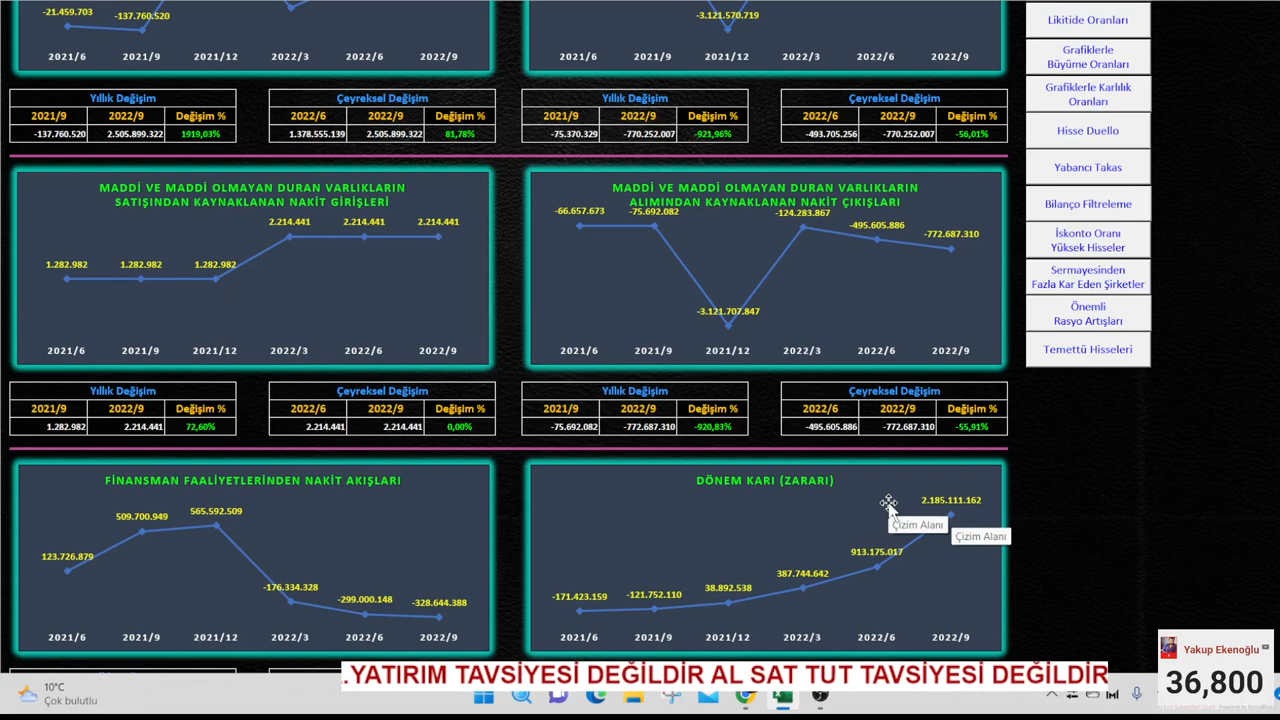 -21.459.703
-137.760.520
2021/6 2021/9 2021/12 2022/3 2022/6 2022/9
-3.121.570.719
2021/6 2021/9 2021/12 2022/3 2022/6 2022/9
Likitide Oranları
Grafiklerle
Büyüme Oranları
Grafiklerle Karlılık
Oranları
Hisse Duello
Yabancı Takas
Bilanço Filtreleme
İskonto Oranı
Yüksek Hisseler
Sermayesinden
Fazla Kar Eden Şirketler
Önemli
Rasyo Artışları
Temettü Hisseleri
Yıllık Değişim
2021/9 2022/9 Değişim %
-137.760.520 2.505.899.322 1919,03%
Çeyreksel Değişim
2022/6 2022/9 Değişim %
1.378.555.139 2.505.899.322 81,78%
Yıllık Değişim
2021/9 2022/9 Değişim %
-75.370.329 -770.252.007 -921,96%
Çeyreksel Değişim
2022/6 2022/9 Değişim %
-493.705.256 -770.252.007 -56,01%
MADDİ VE MADDİ OLMAYAN DURAN VARLIKLARIN
SATIŞINDAN KAYNAKLANAN NAKİT GİRİŞLERİ
2.214.441 2.214.441 2.214.441
1.282.982 1.282.982 1.282.982
2021/6 2021/9 2021/12 2022/3 2022/6 2022/9
MADDİ VE MADDİ OLMAYAN DURAN VARLIKLARIN
ALIMINDAN KAYNAKLANAN NAKİT ÇIKIŞLARI
-66.657.673 -75.692.082 -124.283.867
-495.605.886
-772.687.310
-3.121.707.847
2021/6 2021/9 2021/12 2022/3 2022/6 2022/9
Yıllık Değişim
2021/9 2022/9 Değişim %
1.282.982 2.214.441 72,60%
Çeyreksel Değişim
2022/6 2022/9 Değişim %
2.214.441 2.214.441 0,00%
Yıllık Değişim
2021/9 2022/9 Değişim %
-75.692.082 -772.687.310 -920,83%
Çeyreksel Değişim
2022/6 2022/9 Değişim %
-495.605.886 -772.687.310 -55,91%
FİNANSMAN FAALİYETLERİNDEN NAKİT AKIŞLARI
123.726.879
509.700.949
565.592.509
-176.334.328
-299.000.148
-328.644.388
2021/6 2021/9 2021/12 2022/3 2022/6 2022/9
DÖNEM KARI (ZARARI)
2.185.111.162
Çizim Alanı
Çizim Alanı
913.175.017
387.744.642
38.892.538
-121.752.110
-171.423.159
2021/6 2021/9 2021/12 2022/3 2022/6 2022/9
.YATIRIM TAVSİYESİ DEĞİLDİR AL SAT TUT TAVSİYESİ DEĞİLDİR
Yakup Ekenoğlu
36,800
10°C
Çok bulutlu